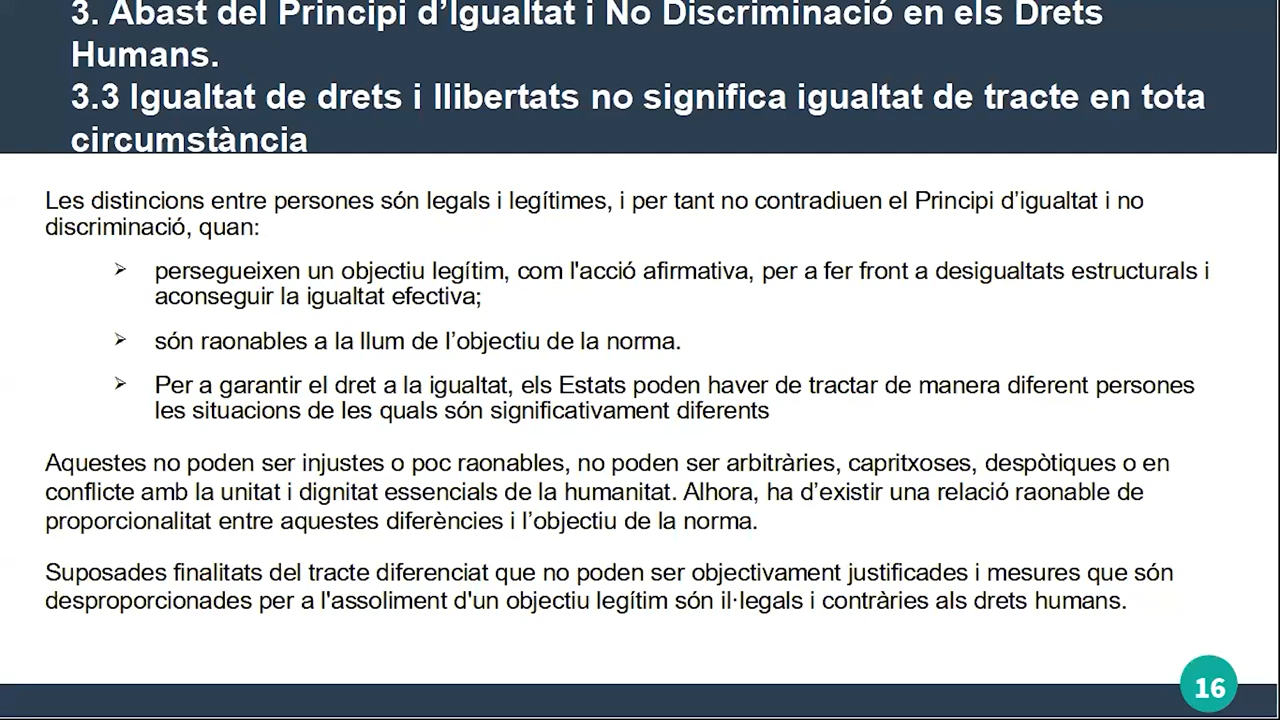 3. Abast del Principi d’Igualtat i No Discriminació en els Drets
Humans.
3.3 Igualtat de drets i llibertats no significa igualtat de tracte en tota
circumstància
Les distincions entre persones són legals i legítimes, i per tant no contradiuen el Principi d’igualtat i no
discriminació, quan:
➢ persegueixen un objectiu legítim, com l'acció afirmativa, per a fer front a desigualtats estructurals i
aconseguir la igualtat efectiva;
➢ són raonables a la llum de l’objectiu de la norma.
➢ Per a garantir el dret a la igualtat, els Estats poden haver de tractar de manera diferent persones
les situacions de les quals són significativament diferents
Aquestes no poden ser injustes o poc raonables, no poden ser arbitràries, capritxoses, despòtiques o en
conflicte amb la unitat i dignitat essencials de la humanitat. Alhora, ha d’existir una relació raonable de
proporcionalitat entre aquestes diferències i l’objectiu de la norma.
Suposades finalitats del tracte diferenciat que no poden ser objectivament justificades i mesures que són
desproporcionades per a l'assoliment d'un objectiu legítim són il·legals i contràries als drets humans.
16